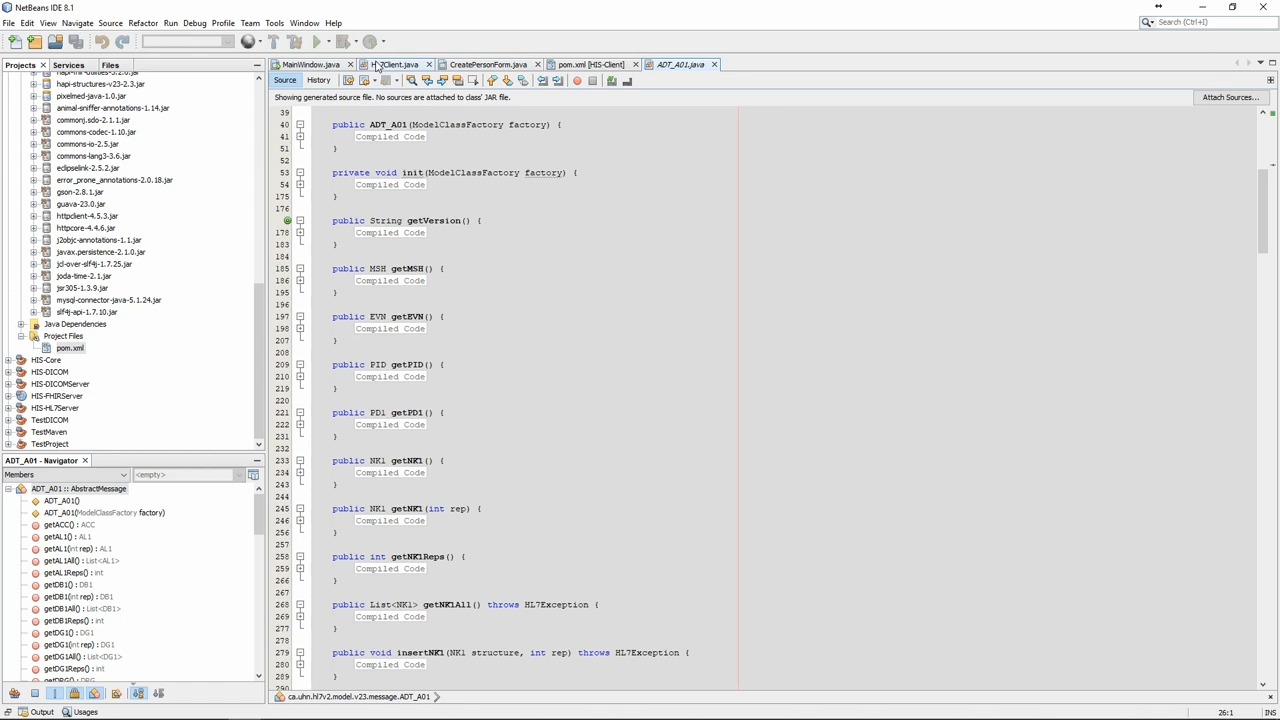 NetBeans IDE 8.1
File Edit View Navigate Source Refactor Run Debug Profile Team Tools Window Help
Search (Ctrl+I)
Projects Services Files
MainWindow.java HL7Client.java CreatePersonForm.java pom.xml [HIS-Client] ADT_A01.java
Source History
Showing generated source file. No sources are attached to class' JAR file.
Attach Sources...
hapi-structures-v23-2.3.jar
pixelmed-java-1.0.jar
animal-sniffer-annotations-1.14.jar
commonj.sdo-2.1.1.jar
commons-codec-1.10.jar
commons-io-2.5.jar
commons-lang3-3.6.jar
eclipselink-2.5.2.jar
error_prone_annotations-2.0.18.jar
gson-2.8.1.jar
guava-23.0.jar
httpclient-4.5.3.jar
httpcore-4.4.6.jar
j2objc-annotations-1.1.jar
javax.persistence-2.1.0.jar
jcl-over-slf4j-1.7.25.jar
joda-time-2.1.jar
jsr305-1.3.9.jar
mysql-connector-java-5.1.24.jar
slf4j-api-1.7.10.jar
Java Dependencies
Project Files
pom.xml
HIS-Core
HIS-DICOM
HIS-DICOMServer
HIS-FHIRServer
HIS-HL7Server
TestDICOM
TestMaven
TestProject
ADT_A01 - Navigator
Members <empty>
ADT_A01 :: AbstractMessage
ADT_A01()
ADT_A01(ModelClassFactory factory)
getACC() : ACC
getAL1() : AL1
getAL1(int rep) : AL1
getAL1All() : List<AL1>
getAL1Reps() : int
getDB1() : DB1
getDB1(int rep) : DB1
getDB1All() : List<DB1>
getDB1Reps() : int
getDG1() : DG1
getDG1(int rep) : DG1
getDG1All() : List<DG1>
getDG1Reps() : int
39
40 public ADT_A01(ModelClassFactory factory) {
41 Compiled Code
51 }
52
53 private void init(ModelClassFactory factory) {
54 Compiled Code
175 }
176
public String getVersion() {
178 Compiled Code
183 }
184
185 public MSH getMSH() {
186 Compiled Code
195 }
196
197 public EVN getEVN() {
198 Compiled Code
207 }
208
209 public PID getPID() {
210 Compiled Code
219 }
220
221 public PD1 getPD1() {
222 Compiled Code
231 }
232
233 public NK1 getNK1() {
234 Compiled Code
243 }
244
245 public NK1 getNK1(int rep) {
246 Compiled Code
256 }
257
258 public int getNK1Reps() {
259 Compiled Code
266 }
267
268 public List<NK1> getNK1All() throws HL7Exception {
269 Compiled Code
277 }
278
279 public void insertNK1(NK1 structure, int rep) throws HL7Exception {
280 Compiled Code
289 }
290
ca.uhn.hl7v2.model.v23.message.ADT_A01
Output Usages
26:1 INS